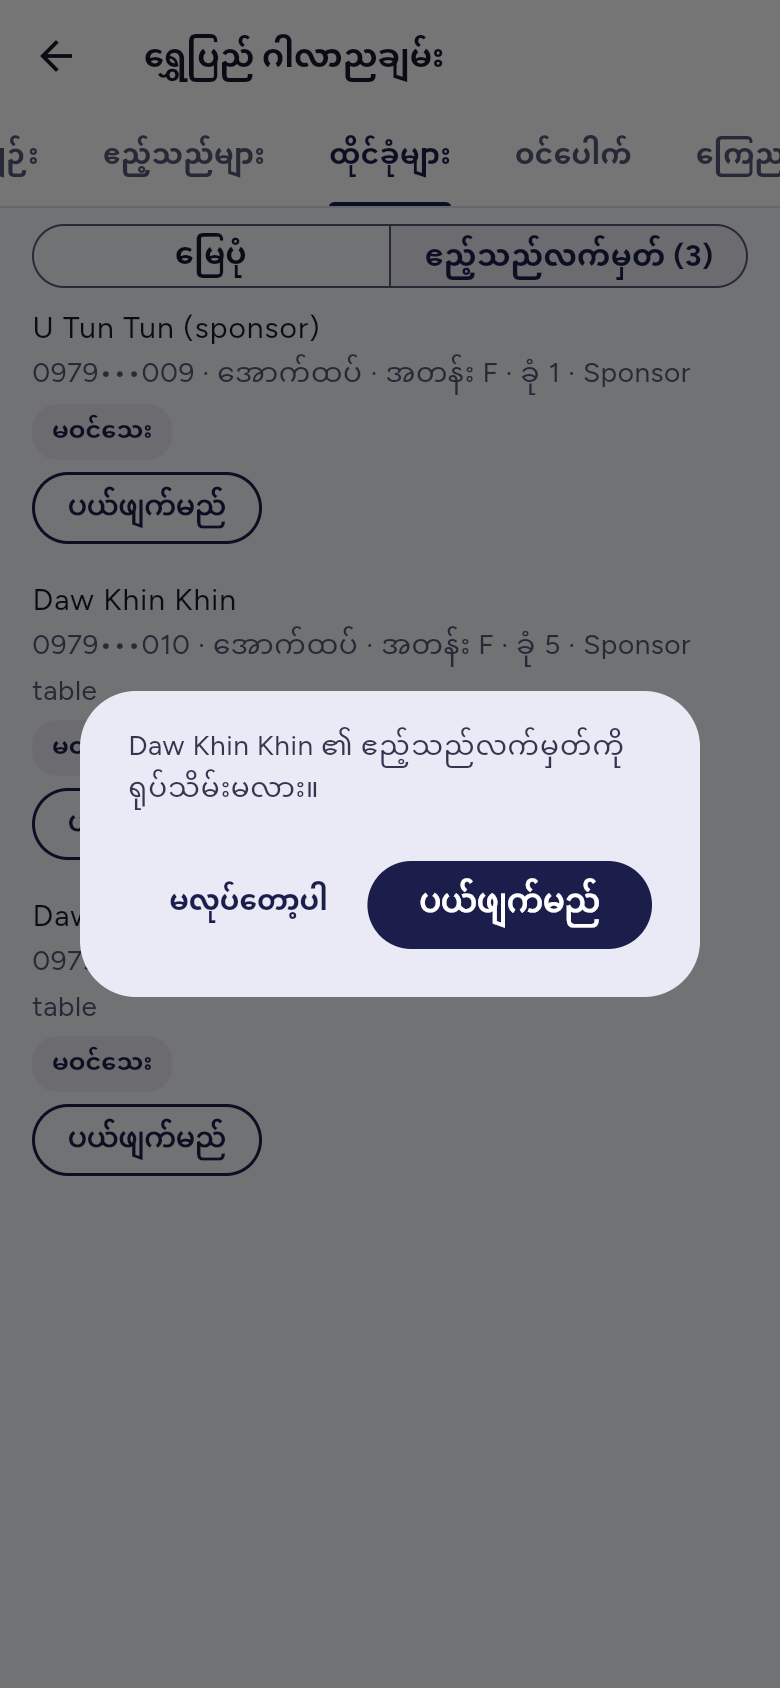 ရွှေပြည် ဂါလာညချမ်း
ဧည့်သည်များ
ထိုင်ခုံများ
ဝင်ပေါက်
မြေပုံ
ဧည့်သည်လက်မှတ် (3)
U Tun Tun (sponsor)
0979•••009 · အောက်ထပ် · အတန်း F · ခုံ 1 · Sponsor
မဝင်သေး
ပယ်ဖျက်မည်
Daw Khin Khin
0979•••010 · အောက်ထပ် · အတန်း F · ခုံ 5 · Sponsor
table
Daw Khin Khin ၏ ဧည့်သည်လက်မှတ်ကို
ရုပ်သိမ်းမလား။
မလုပ်တော့ပါ
ပယ်ဖျက်မည်
table
မဝင်သေး
ပယ်ဖျက်မည်